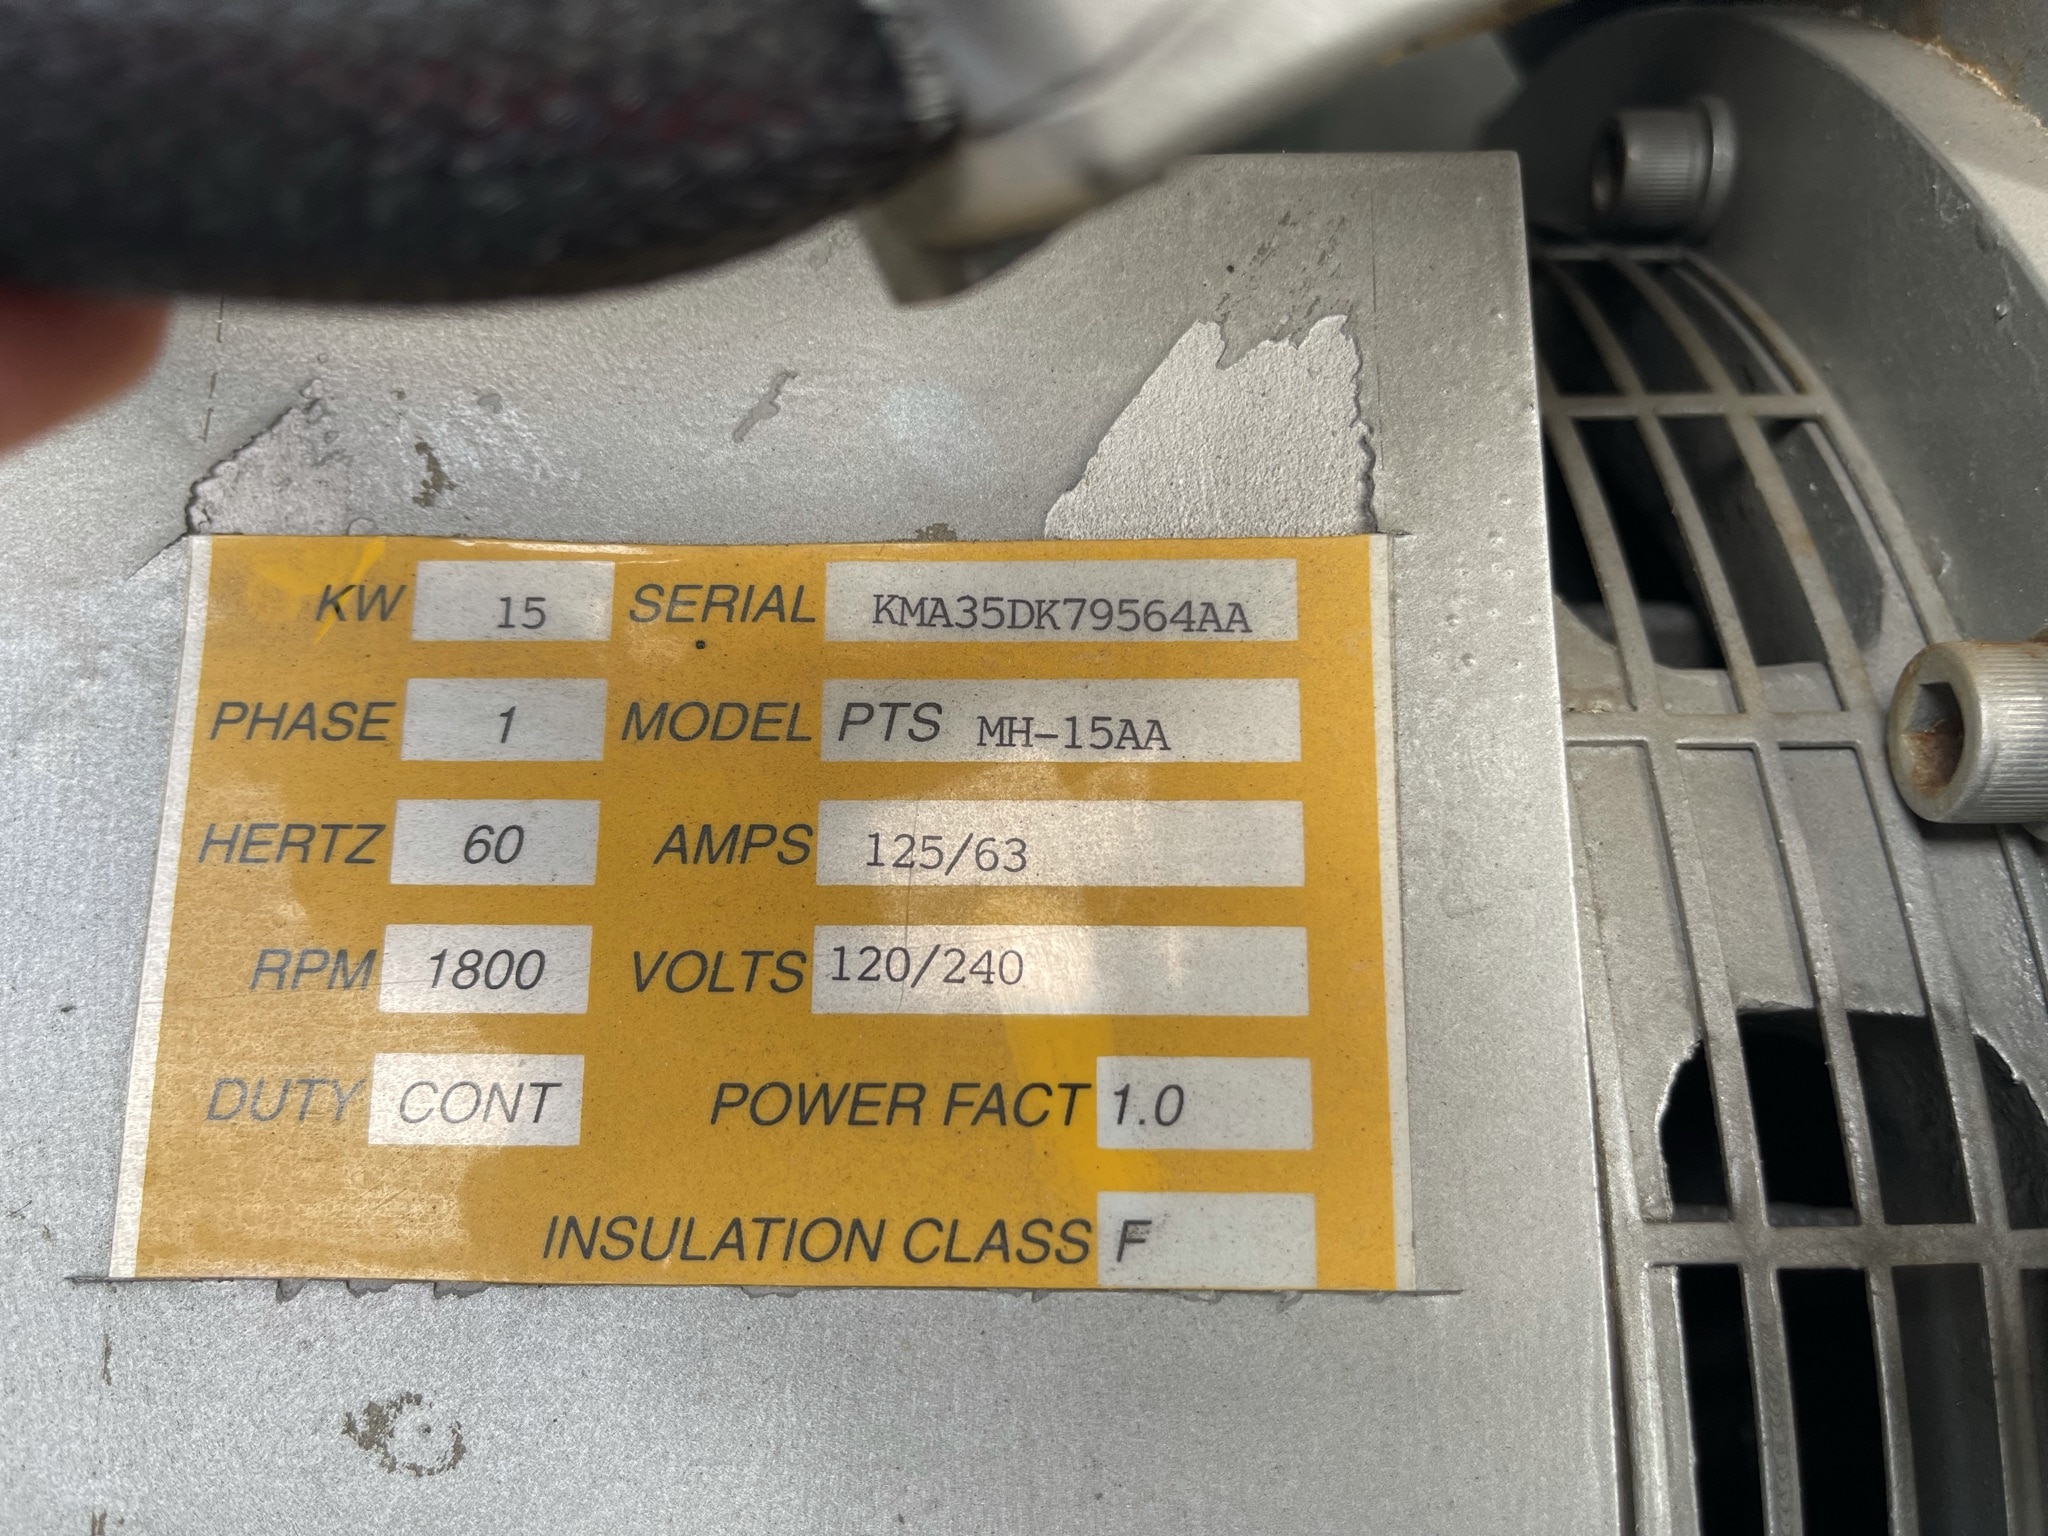 KW 15 SERIAL KMA35DK79564AA
PHASE 1 MODEL PTS MH-15AA
HERTZ 60 AMPS 125/63
RPM 1800 VOLTS 120/240
DUTY CONT POWER FACT 1.0
INSULATION CLASS F